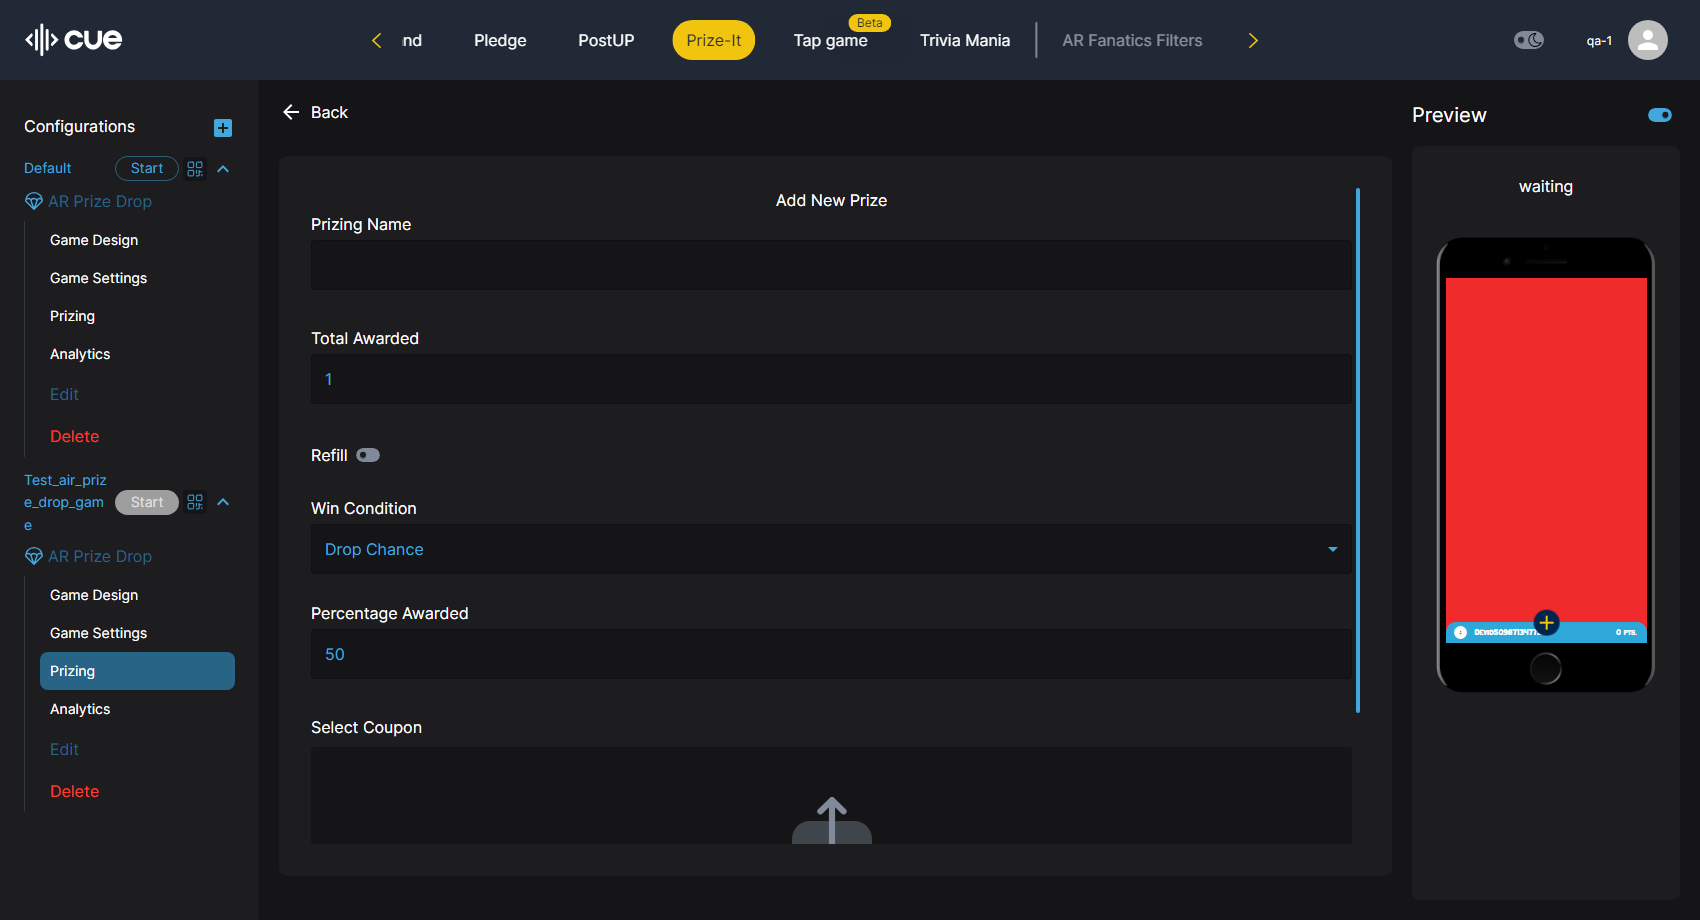 cue
nd
Pledge
PostUP
Prize-It
Beta
Tap game
Trivia Mania
AR Fanatics Filters
qa-1
Configurations
Default
Start
AR Prize Drop
Game Design
Game Settings
Prizing
Analytics
Edit
Delete
Test_air_priz
e_drop_gam
e
Start
AR Prize Drop
Game Design
Game Settings
Prizing
Analytics
Edit
Delete
Back
Add New Prize
Prizing Name
Total Awarded
1
Refill
Win Condition
Drop Chance
Percentage Awarded
50
Select Coupon
Preview
waiting
0 PTS.